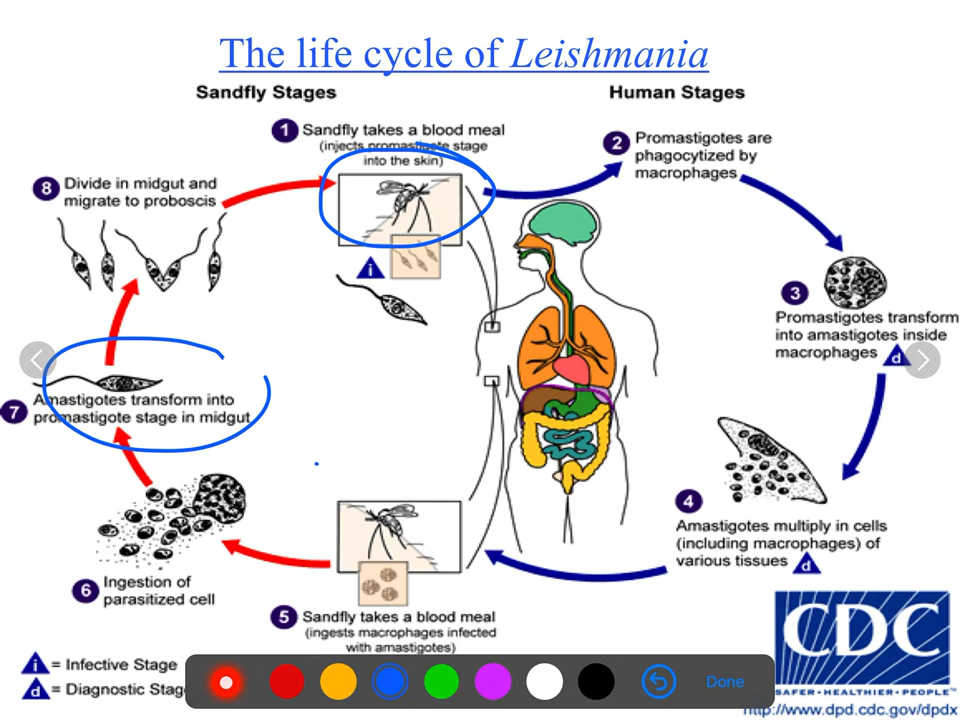 The life cycle of Leishmania
Sandfly Stages
Human Stages
1 Sandfly takes a blood meal
(injects promastigote stage
into the skin)
2 Promastigotes are
phagocytized by
macrophages
8 Divide in midgut and
migrate to proboscis
i
3
Promastigotes transform
into amastigotes inside
macrophages d
7 Amastigotes transform into
promastigote stage in midgut
4
Amastigotes multiply in cells
(including macrophages) of
various tissues d
6 Ingestion of
parasitized cell
5 Sandfly takes a blood meal
(ingests macrophages infected
with amastigotes)
i = Infective Stage
d = Diagnostic Stage
CDC
SAFER•HEALTHIER•PEOPLE™
http://www.dpd.cdc.gov/dpdx
Done